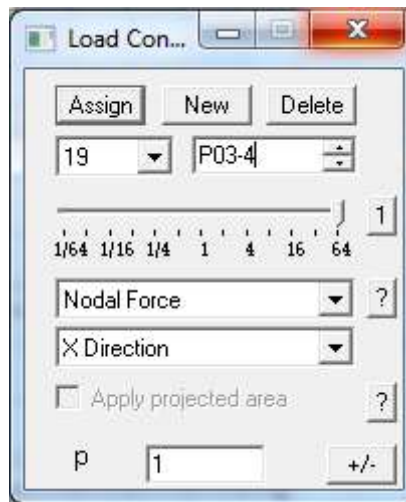 Load Con...
Assign New Delete
19 P03-4
1
1/64 1/16 1/4 1 4 16 64
Nodal Force ?
X Direction
Apply projected area ?
p 1 +/-